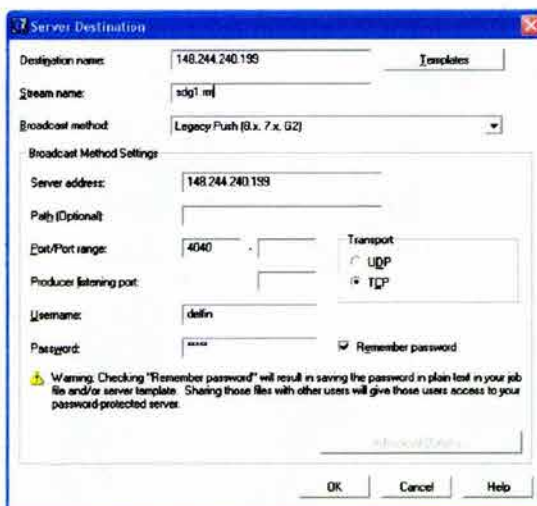 Server Destination
Destination name: 148.244.240.199 Templates
Stream name: sdg1.rm
Broadcast method: Legacy Push (8.x, 7.x, G2)
Broadcast Method Settings
Server address: 148.244.240.199
Path (Optional):
Port/Port range: 4040 -
Transport
UDP
Producer listening port:
TCP
Username: delfin
Password: ***** Remember password
Warning: Checking "Remember password" will result in saving the password in plain text in your job
file and/or server template. Sharing those files with other users will give those users access to your
password-protected server.
OK Cancel Help